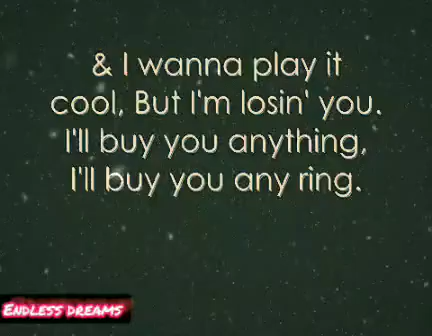 & I wanna play it
cool, But I'm losin' you.
I'll buy you anything,
I'll buy you any ring.
Endless dreams